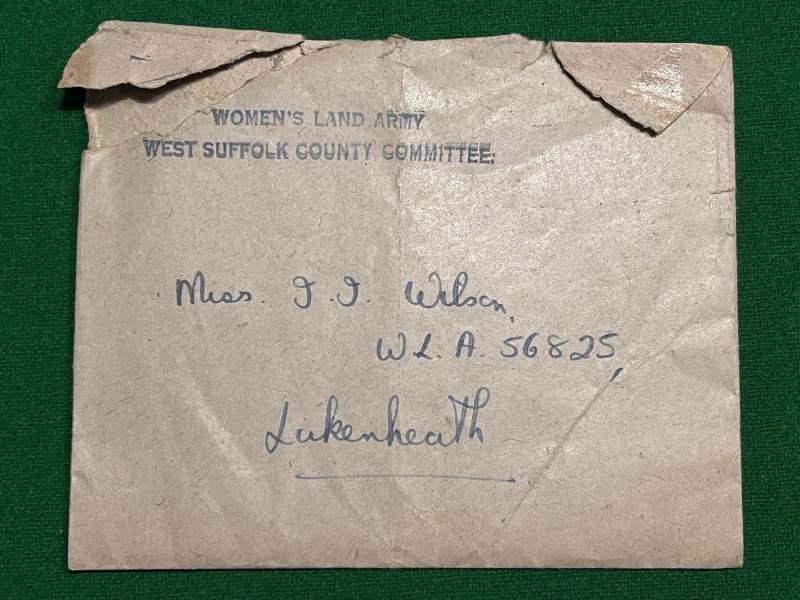 WOMEN'S LAND ARMY
WEST SUFFOLK COUNTY COMMITTEE.
Miss. I. I. Wilson,
W L. A. 56825,
Lakenheath